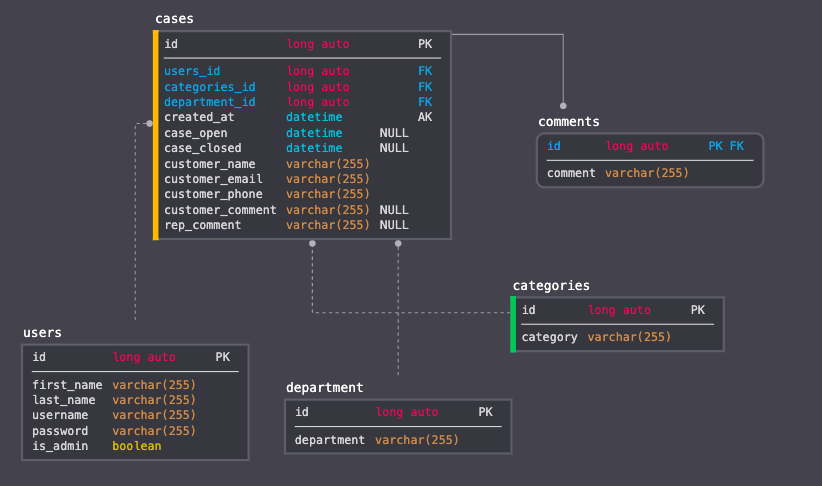 cases
id long auto PK
users_id long auto FK
categories_id long auto FK
department_id long auto FK
created_at datetime AK
case_open datetime NULL
case_closed datetime NULL
customer_name varchar(255)
customer_email varchar(255)
customer_phone varchar(255)
customer_comment varchar(255) NULL
rep_comment varchar(255) NULL
comments
id long auto PK FK
comment varchar(255)
categories
id long auto PK
category varchar(255)
users
id long auto PK
first_name varchar(255)
last_name varchar(255)
username varchar(255)
password varchar(255)
is_admin boolean
department
id long auto PK
department varchar(255)